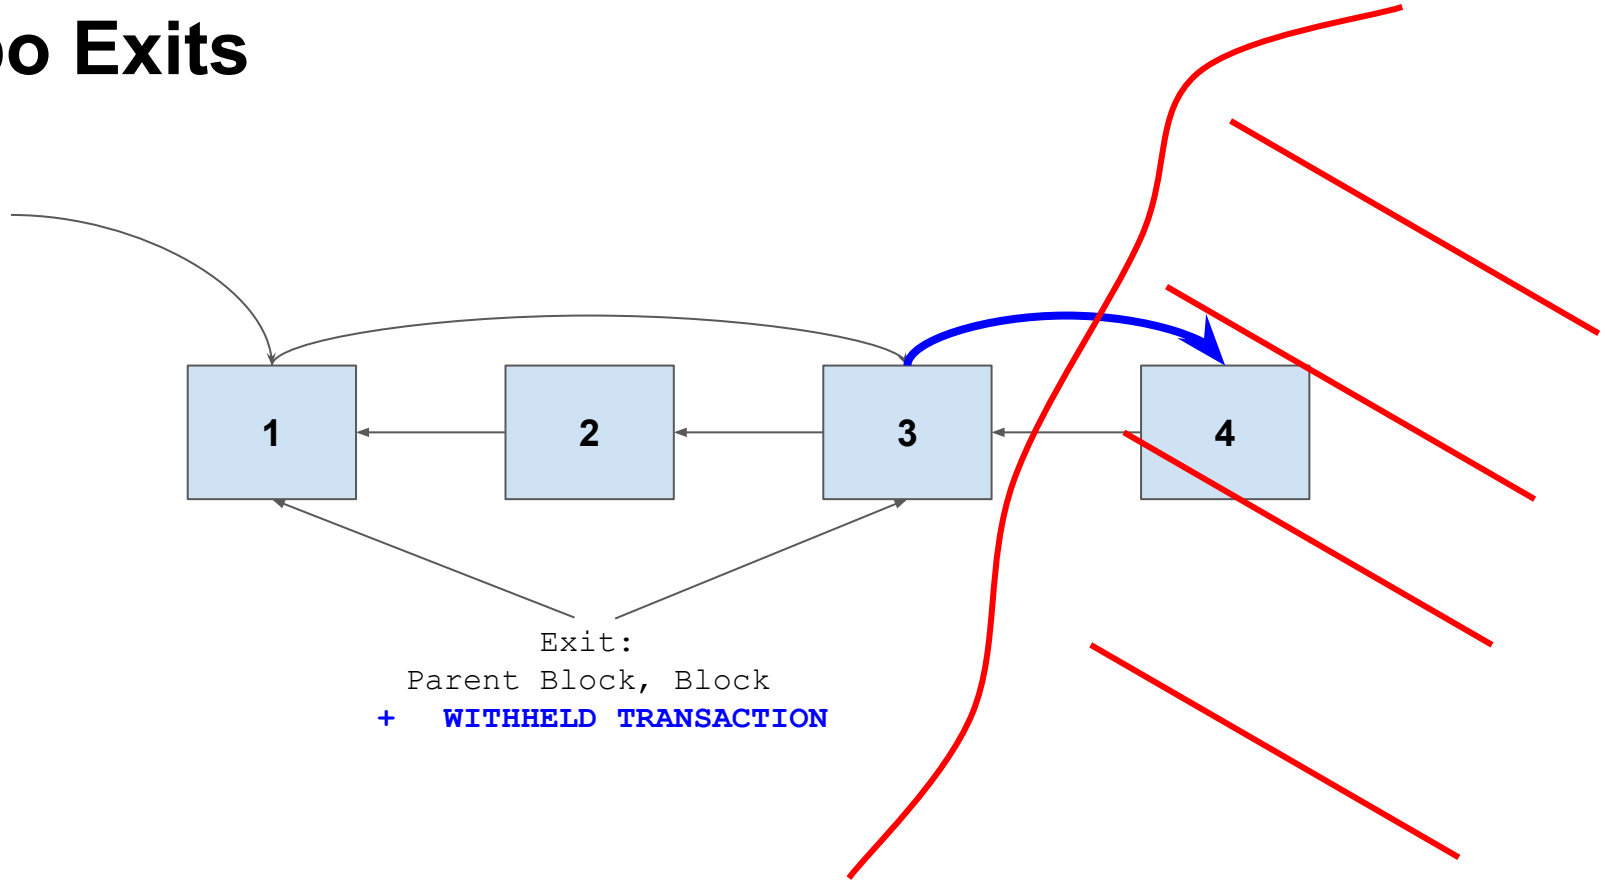 o Exits
1
2
3
4
Exit:
Parent Block, Block
+ WITHHELD TRANSACTION